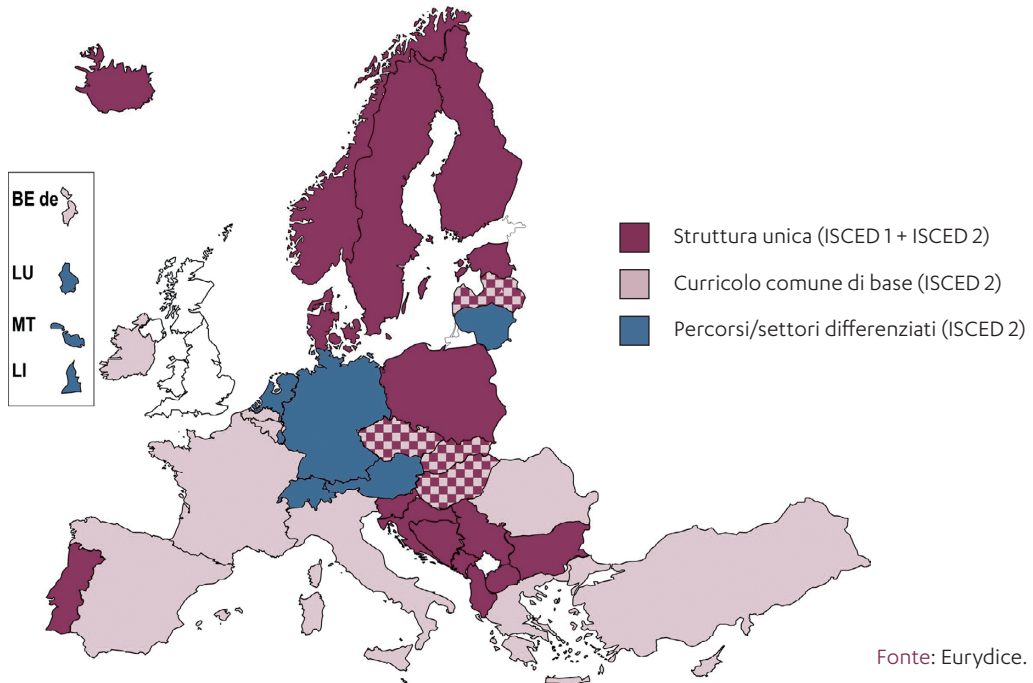 BE de
LU
MT
LI
Struttura unica (ISCED 1 + ISCED 2)
Curricolo comune di base (ISCED 2)
Percorsi/settori differenziati (ISCED 2)
Fonte: Eurydice.